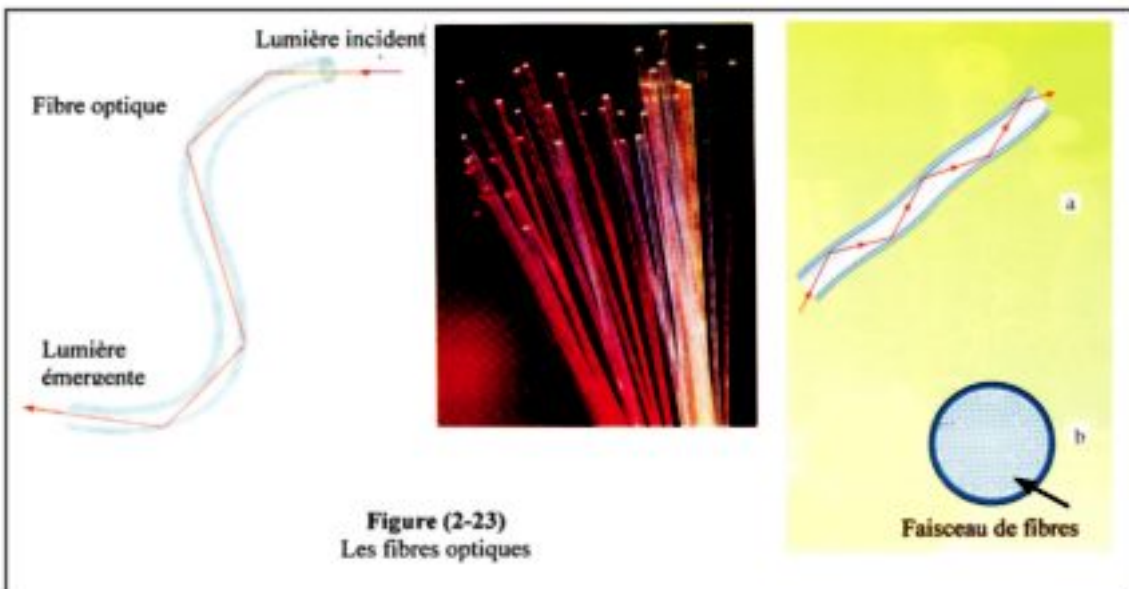 Lumière incident
Fibre optique
Lumière
émergente
a
b
Faisceau de fibres
Figure (2-23)
Les fibres optiques